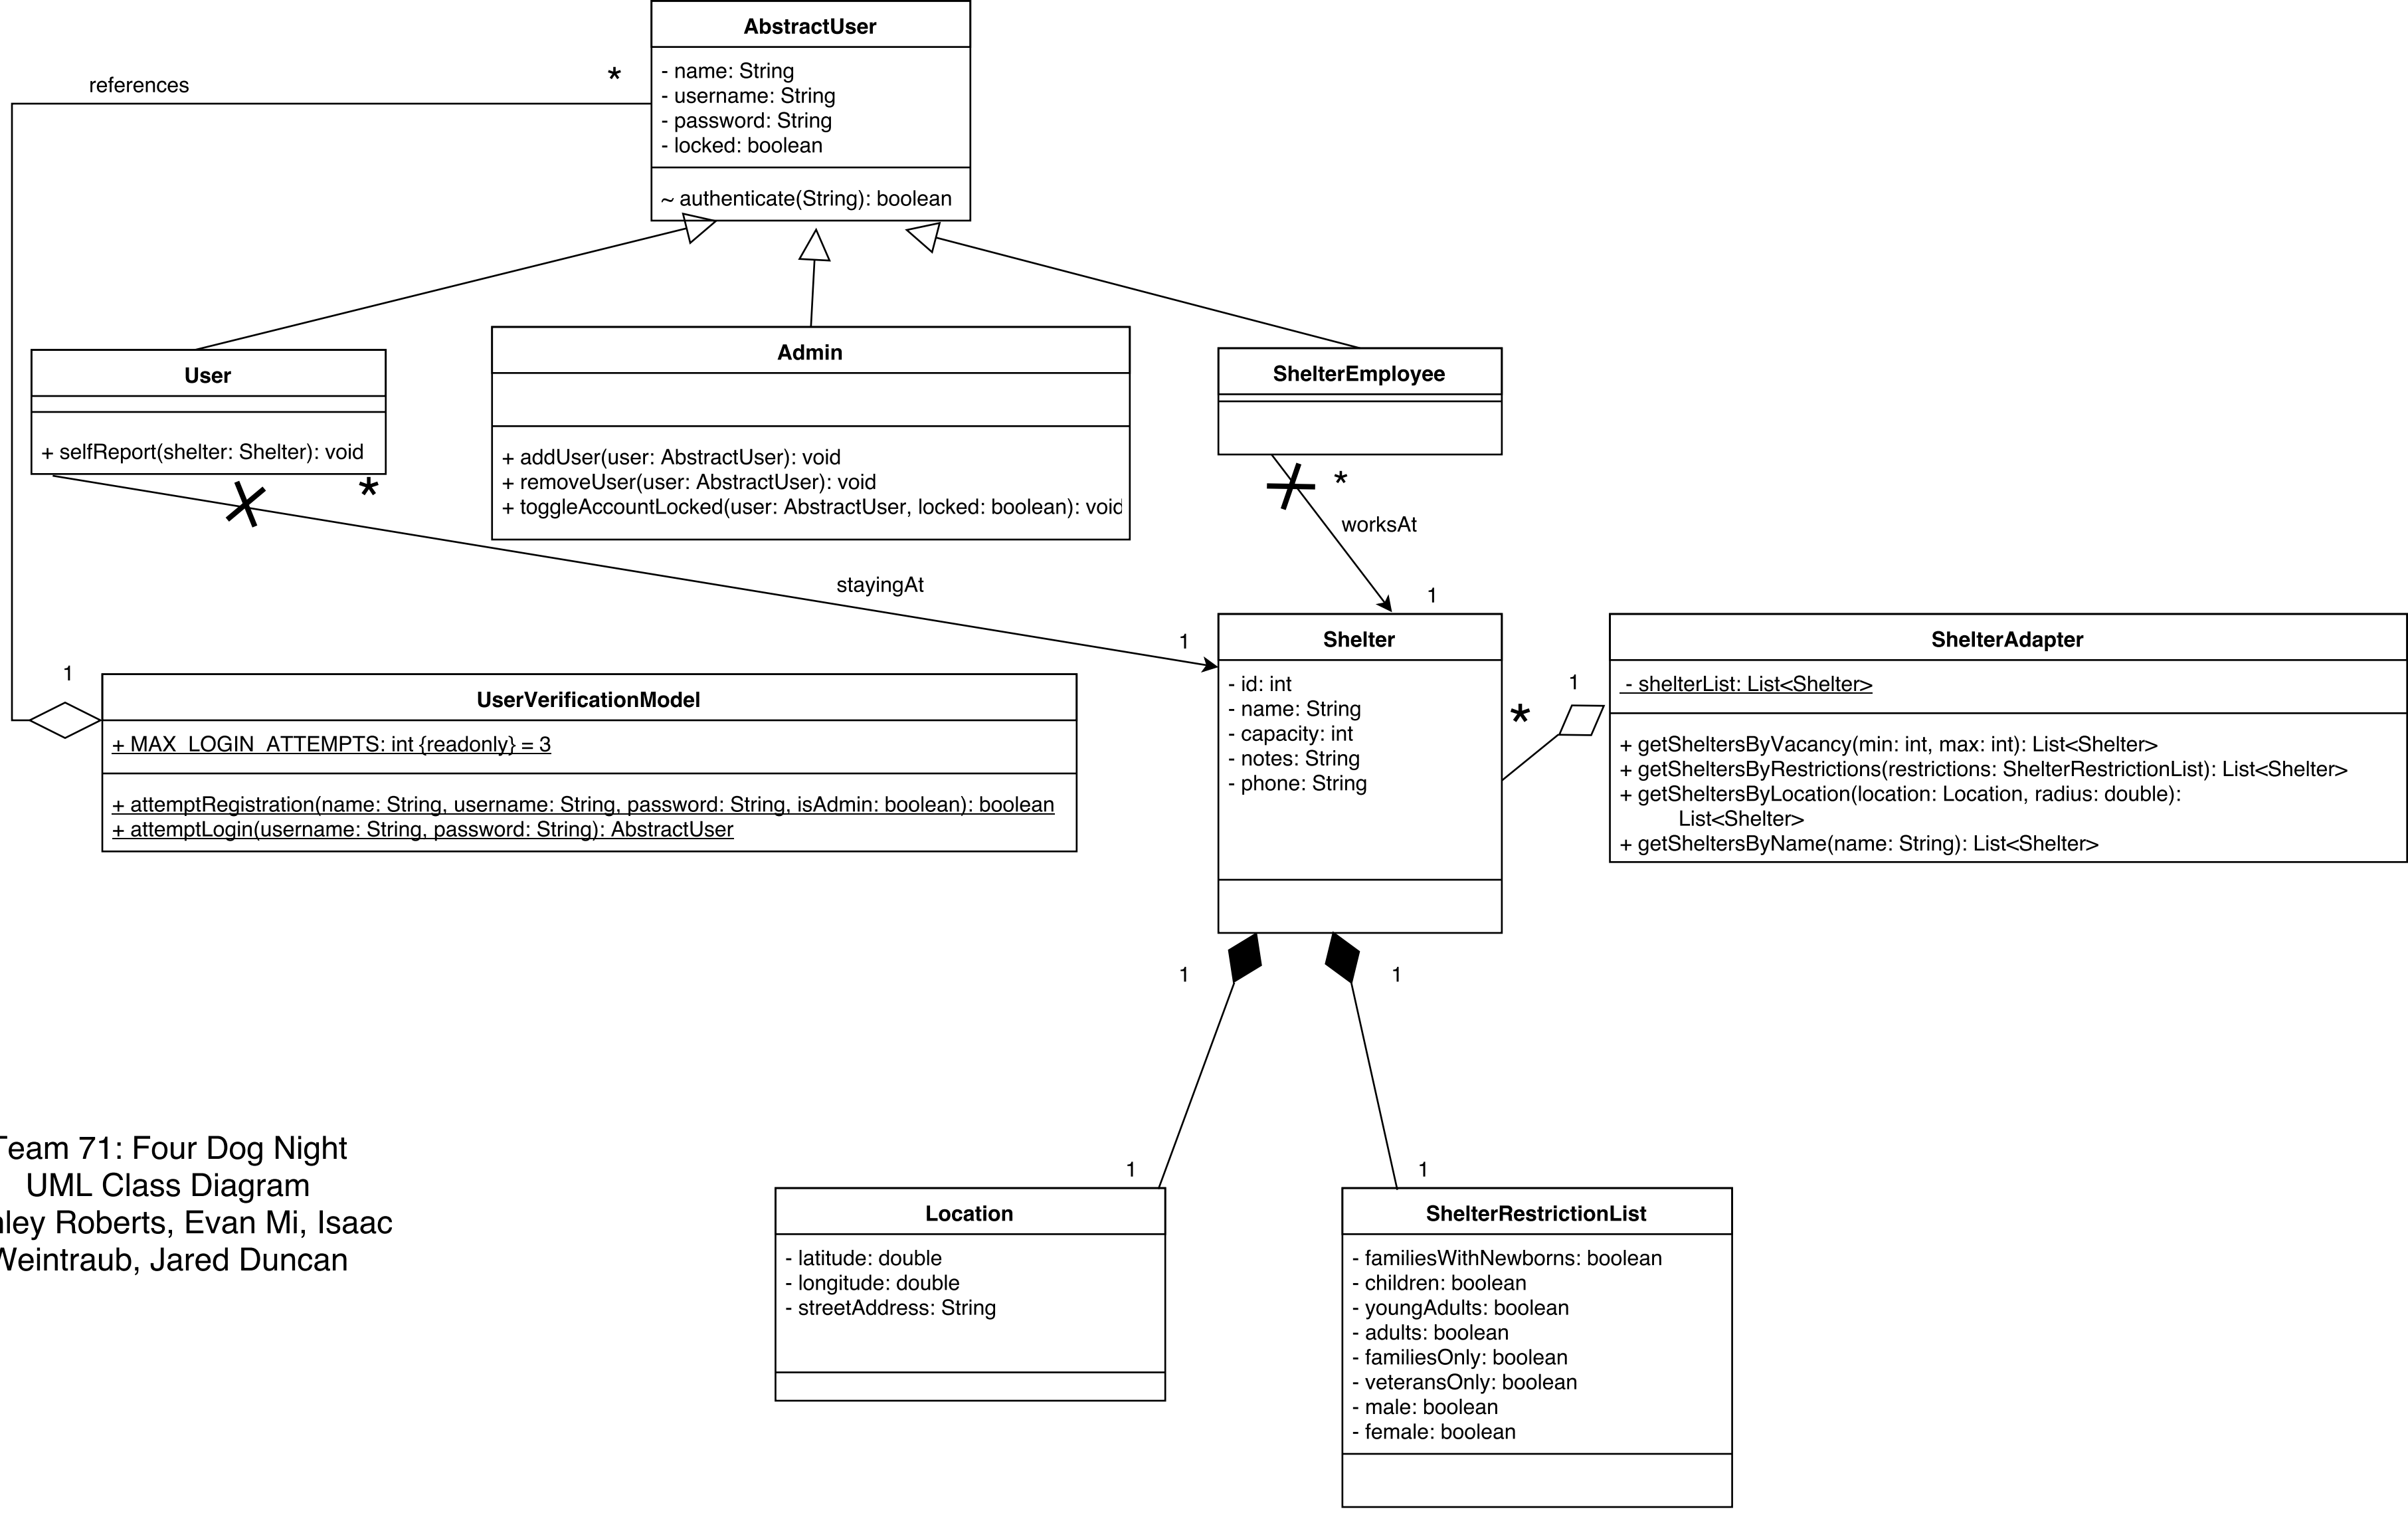 AbstractUser
- name: String
- username: String
- password: String
- locked: boolean
~ authenticate(String): boolean
references
*
User
+ selfReport(shelter: Shelter): void
*
Admin
+ addUser(user: AbstractUser): void
+ removeUser(user: AbstractUser): void
+ toggleAccountLocked(user: AbstractUser, locked: boolean): void
ShelterEmployee
*
worksAt
1
stayingAt
1
1
UserVerificationModel
+ MAX_LOGIN_ATTEMPTS: int {readonly} = 3
+ attemptRegistration(name: String, username: String, password: String, isAdmin: boolean): boolean
+ attemptLogin(username: String, password: String): AbstractUser
Shelter
- id: int
- name: String
- capacity: int
- notes: String
- phone: String
*
1
ShelterAdapter
- shelterList: List<Shelter>
+ getSheltersByVacancy(min: int, max: int): List<Shelter>
+ getSheltersByRestrictions(restrictions: ShelterRestrictionList): List<Shelter>
+ getSheltersByLocation(location: Location, radius: double):
List<Shelter>
+ getSheltersByName(name: String): List<Shelter>
1
1
1
1
Location
- latitude: double
- longitude: double
- streetAddress: String
ShelterRestrictionList
- familiesWithNewborns: boolean
- children: boolean
- youngAdults: boolean
- adults: boolean
- familiesOnly: boolean
- veteransOnly: boolean
- male: boolean
- female: boolean
Team 71: Four Dog Night
UML Class Diagram
Roberts, Evan Mi, Isaac
Weintraub, Jared Duncan